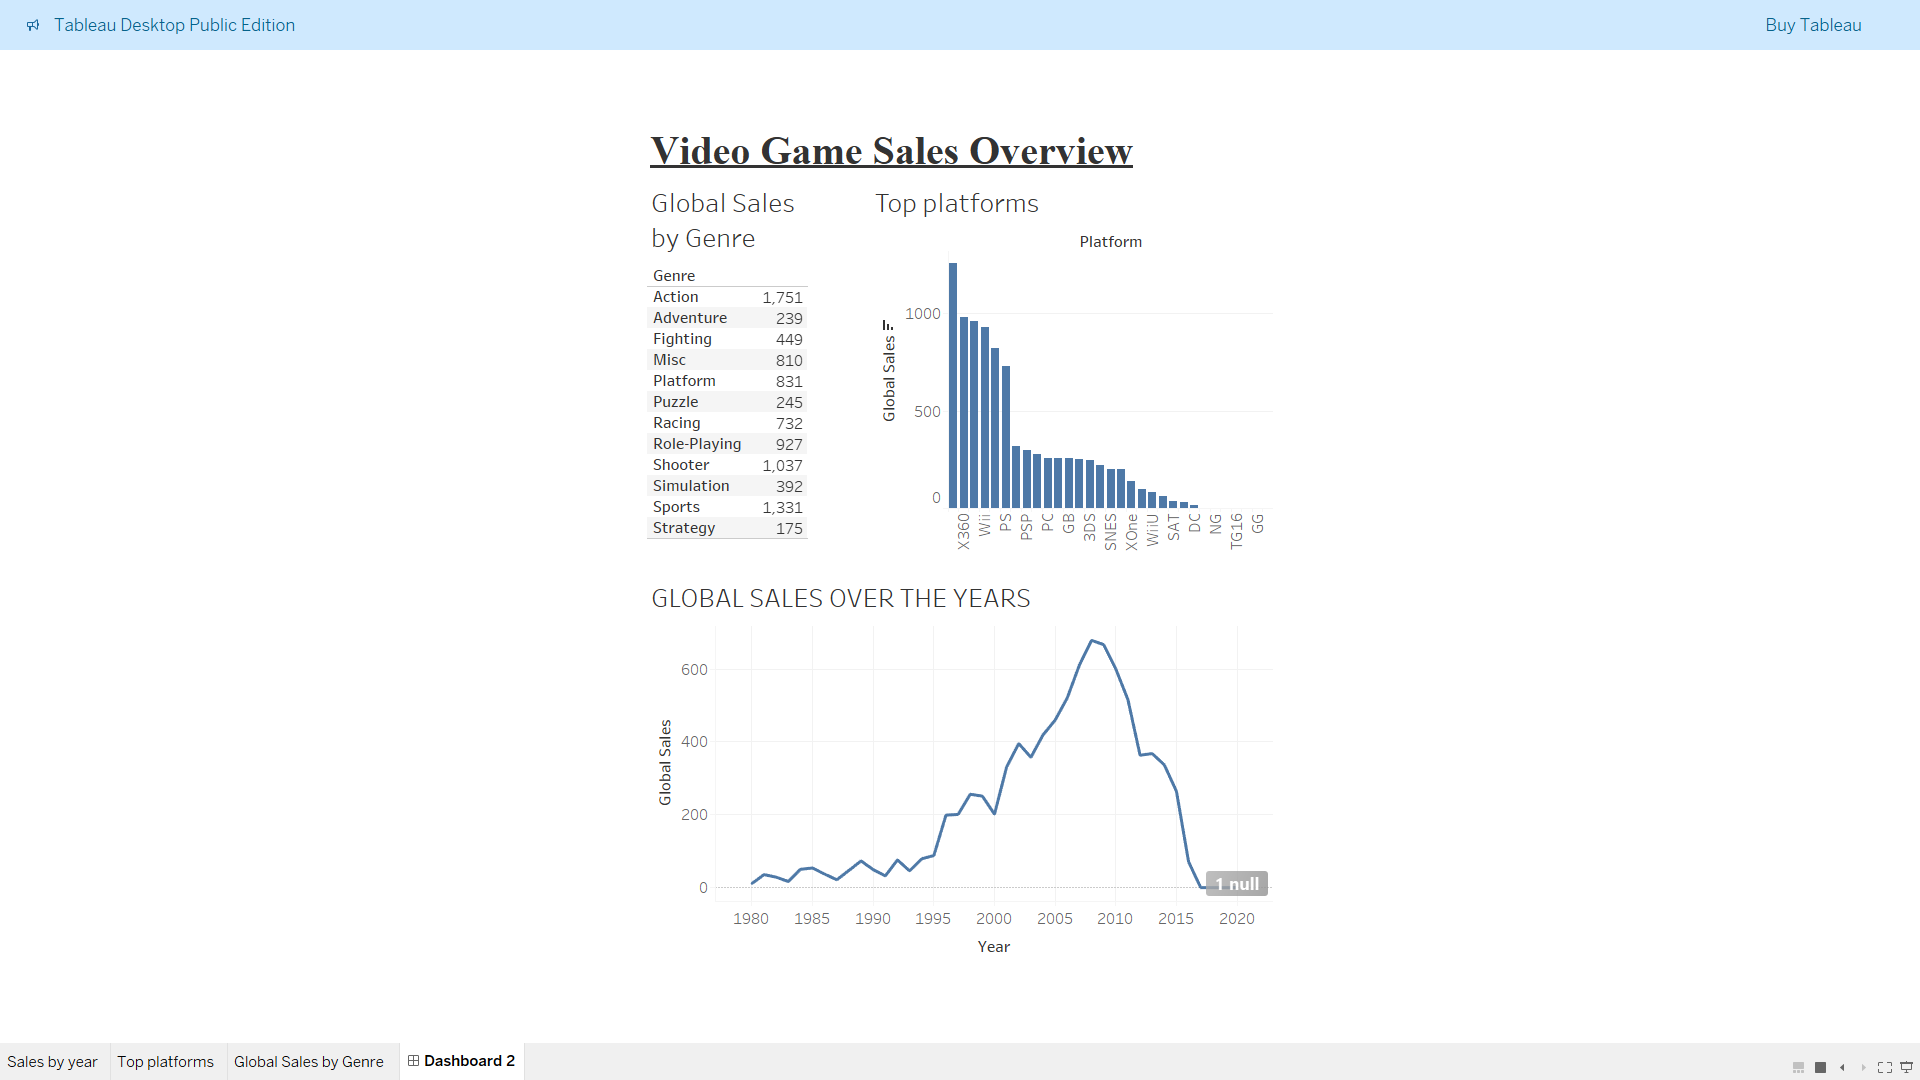 Tableau Desktop Public Edition
Buy Tableau
Video Game Sales Overview
Global Sales
by Genre
Genre
Action 1,751
Adventure 239
Fighting 449
Misc 810
Platform 831
Puzzle 245
Racing 732
Role-Playing 927
Shooter 1,037
Simulation 392
Sports 1,331
Strategy 175
Top platforms
Platform
Global Sales
1000
500
0
X360 Wii PS PSP PC GB 3DS SNES XOne WiiU SAT DC NG TG16 GG
GLOBAL SALES OVER THE YEARS
Global Sales
600
400
200
0
1 null
1980 1985 1990 1995 2000 2005 2010 2015 2020
Year
Sales by year Top platforms Global Sales by Genre Dashboard 2